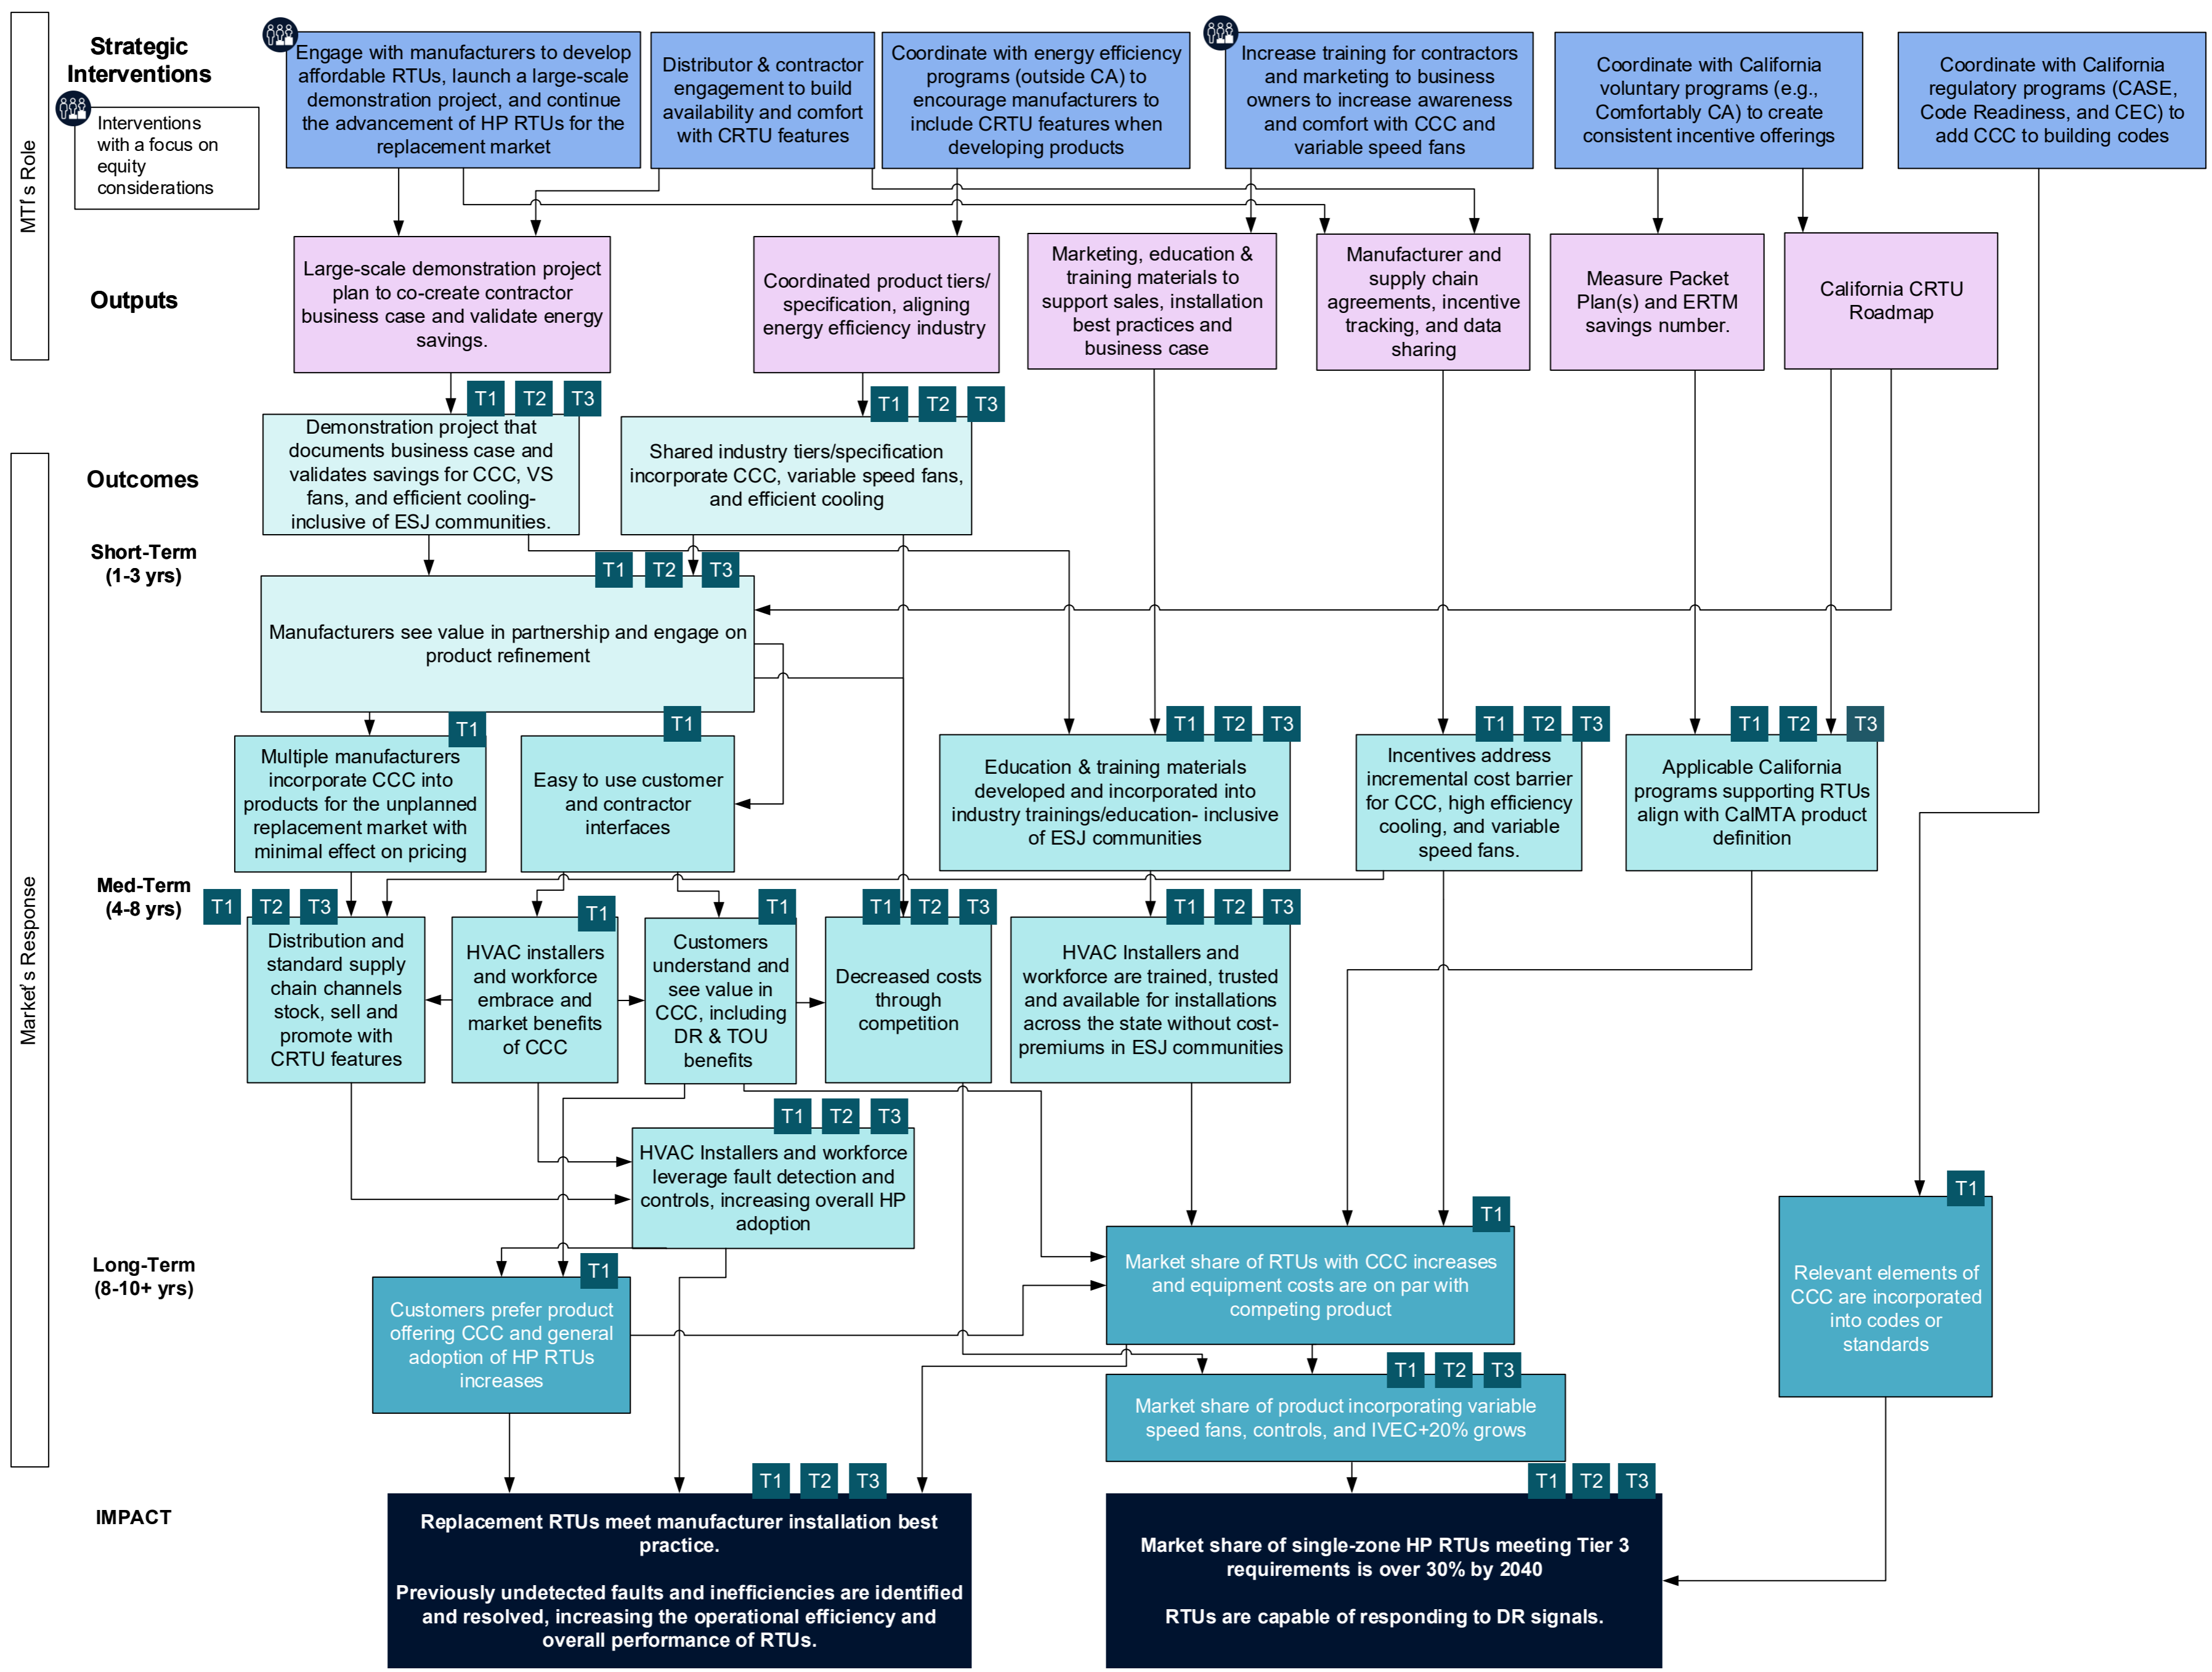 MTI's Role
Strategic
Interventions
Interventions
with a focus on
equity
considerations
Engage with manufacturers to develop
affordable RTUs, launch a large-scale
demonstration project, and continue
the advancement of HP RTUs for the
replacement market
Distributor & contractor
engagement to build
availability and comfort
with CRTU features
Coordinate with energy efficiency
programs (outside CA) to
encourage manufacturers to
include CRTU features when
developing products
Increase training for contractors
and marketing to business
owners to increase awareness
and comfort with CCC and
variable speed fans
Coordinate with California
voluntary programs (e.g.,
Comfortably CA) to create
consistent incentive offerings
Coordinate with California
regulatory programs (CASE,
Code Readiness, and CEC) to
add CCC to building codes
Outputs
Large-scale demonstration project
plan to co-create contractor
business case and validate energy
savings.
Coordinated product tiers/
specification, aligning
energy efficiency industry
Marketing, education &
training materials to
support sales, installation
best practices and
business case
Manufacturer and
supply chain
agreements, incentive
tracking, and data
sharing
Measure Packet
Plan(s) and ERTM
savings number.
California CRTU
Roadmap
Market's Response
Outcomes
Short-Term
(1-3 yrs)
T1 T2 T3
Demonstration project that
documents business case and
validates savings for CCC, VS
fans, and efficient cooling-
inclusive of ESJ communities.
T1 T2 T3
Shared industry tiers/specification
incorporate CCC, variable speed fans,
and efficient cooling
T1 T2 T3
Manufacturers see value in partnership and engage on
product refinement
Med-Term
(4-8 yrs)
T1
Multiple manufacturers
incorporate CCC into
products for the unplanned
replacement market with
minimal effect on pricing
T1
Easy to use customer
and contractor
interfaces
T1 T2 T3
Education & training materials
developed and incorporated into
industry trainings/education- inclusive
of ESJ communities
T1 T2 T3
Incentives address
incremental cost barrier
for CCC, high efficiency
cooling, and variable
speed fans.
T1 T2 T3
Applicable California
programs supporting RTUs
align with CalMTA product
definition
T1 T2 T3
Distribution and
standard supply
chain channels
stock, sell and
promote with
CRTU features
T1
HVAC installers
and workforce
embrace and
market benefits
of CCC
T1
Customers
understand and
see value in
CCC, including
DR & TOU
benefits
T1 T2 T3
Decreased costs
through
competition
T1 T2 T3
HVAC Installers and
workforce are trained, trusted
and available for installations
across the state without cost-
premiums in ESJ communities
T1 T2 T3
HVAC Installers and workforce
leverage fault detection and
controls, increasing overall HP
adoption
Long-Term
(8-10+ yrs)
T1
Customers prefer product
offering CCC and general
adoption of HP RTUs
increases
T1
Market share of RTUs with CCC increases
and equipment costs are on par with
competing product
T1
Relevant elements of
CCC are incorporated
into codes or
standards
T1 T2 T3
Market share of product incorporating variable
speed fans, controls, and IVEC+20% grows
IMPACT
T1 T2 T3
Replacement RTUs meet manufacturer installation best
practice.
Previously undetected faults and inefficiencies are identified
and resolved, increasing the operational efficiency and
overall performance of RTUs.
T1 T2 T3
Market share of single-zone HP RTUs meeting Tier 3
requirements is over 30% by 2040
RTUs are capable of responding to DR signals.